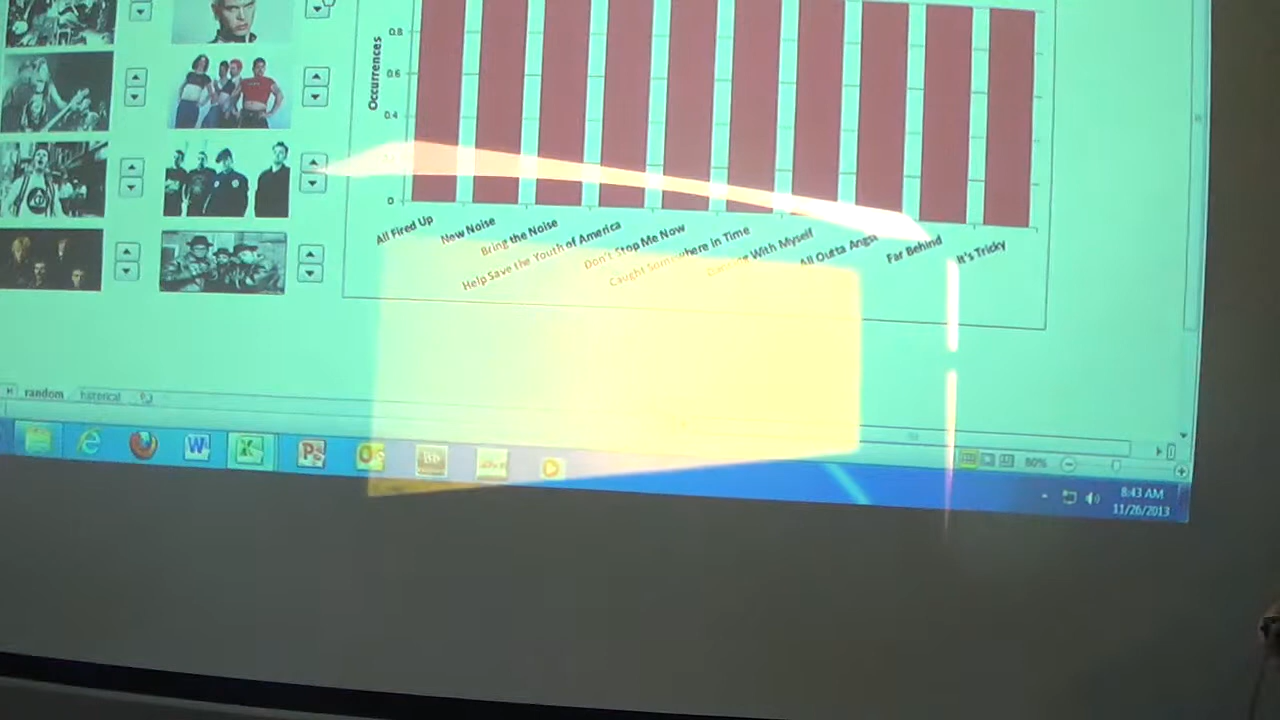 Occurrences
0.8
0.6
0.4
0
All Fired Up
New Noise
Bring the Noise
Help Save the Youth of America
Don't Stop Me Now
Caught Somewhere in Time
With Myself
All Outta Angst
Far Behind
It's Tricky
random
historical
80%
8:43 AM
11/26/2013